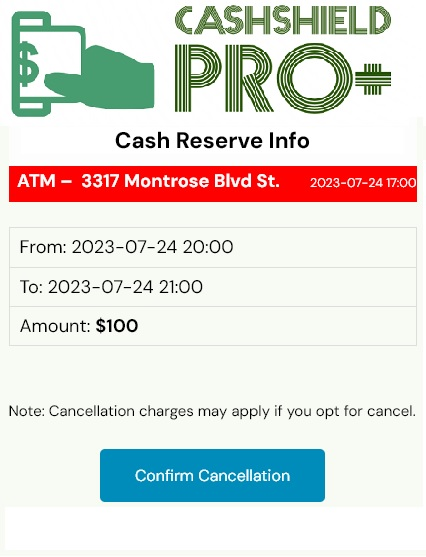 CASHSHIELD
PRO+
$
Cash Reserve Info
ATM – 3317 Montrose Blvd St. 2023-07-24 17:00
From: 2023-07-24 20:00
To: 2023-07-24 21:00
Amount: $100
Note: Cancellation charges may apply if you opt for cancel.
Confirm Cancellation